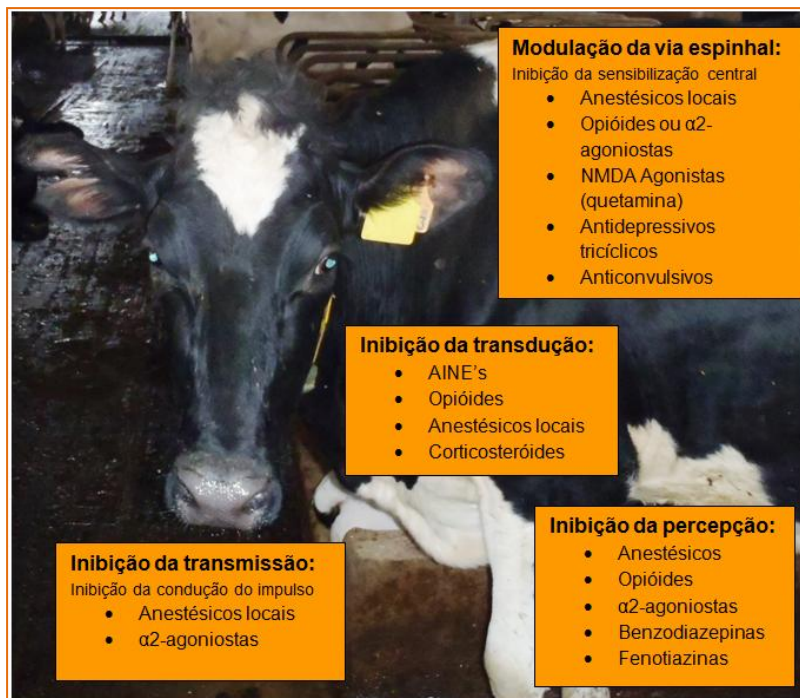 Modulação da via espinhal:
Inibição da sensibilização central
• Anestésicos locais
• Opióides ou α2-
agoniostas
• NMDA Agonistas
(quetamina)
• Antidepressivos
tricíclicos
• Anticonvulsivos
Inibição da transdução:
• AINE's
• Opióides
• Anestésicos locais
• Corticosteróides
Inibição da transmissão:
Inibição da condução do impulso
• Anestésicos locais
• α2-agoniostas
Inibição da percepção:
• Anestésicos
• Opióides
• α2-agoniostas
• Benzodiazepinas
• Fenotiazinas